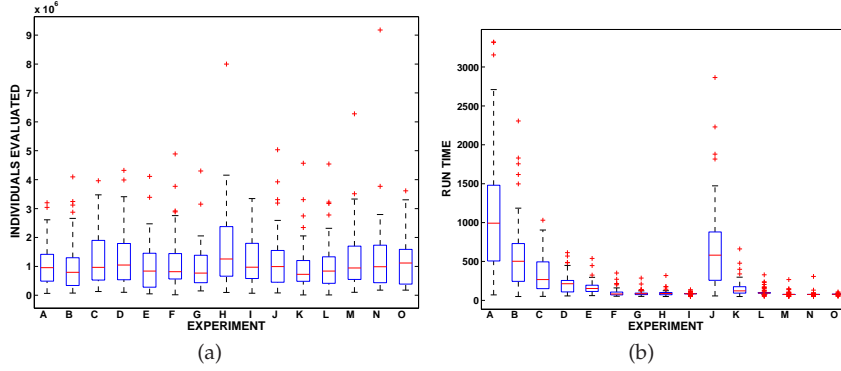 x 10⁶
9
8
7
6
5
4
3
2
1
0
INDIVIDUALS EVALUATED
A B C D E F G H I J K L M N O
EXPERIMENT
(a)
3000
2500
2000
1500
1000
500
0
RUN TIME
A B C D E F G H I J K L M N O
EXPERIMENT
(b)